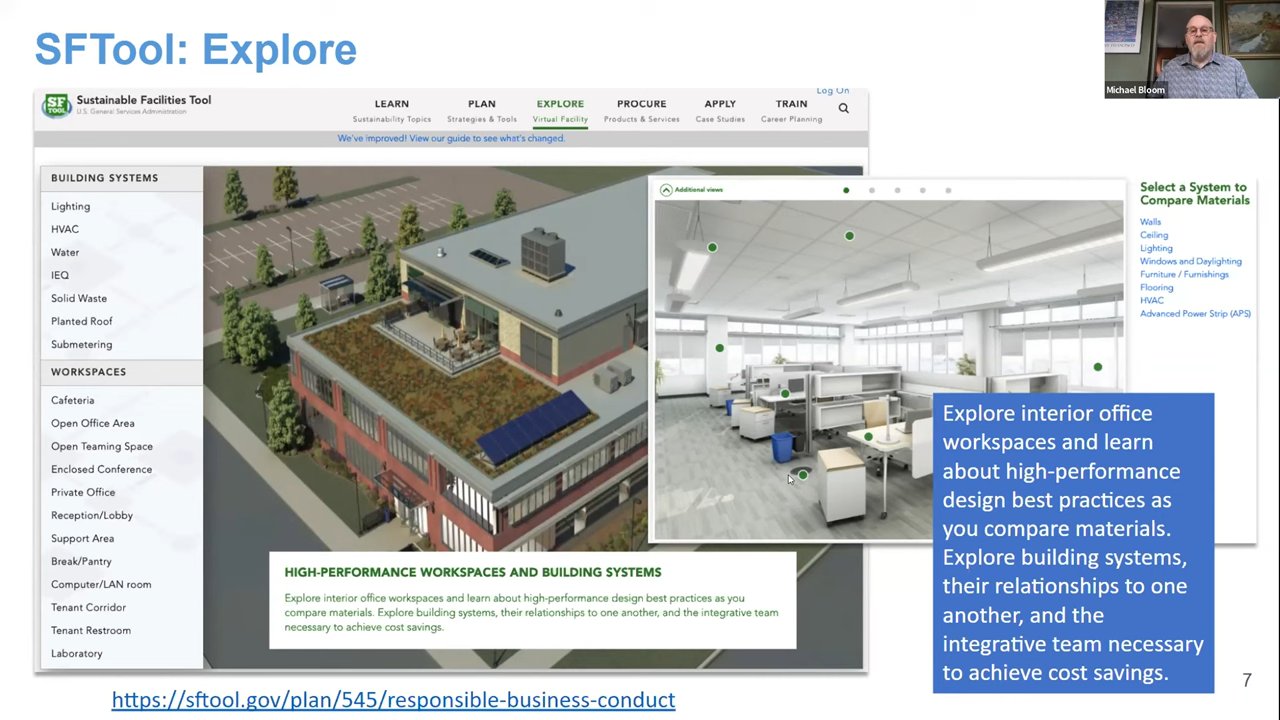 SFTool: Explore
Michael Bloom
SF
TOOL
Sustainable Facilities Tool
U.S. General Services Administration
Log On
LEARN
Sustainability Topics
PLAN
Strategies & Tools
EXPLORE
Virtual Facility
PROCURE
Products & Services
APPLY
Case Studies
TRAIN
Career Planning
We've improved! View our guide to see what's changed.
BUILDING SYSTEMS
Lighting
HVAC
Water
IEQ
Solid Waste
Planted Roof
Submetering
WORKSPACES
Cafeteria
Open Office Area
Open Teaming Space
Enclosed Conference
Private Office
Reception/Lobby
Support Area
Break/Pantry
Computer/LAN room
Tenant Corridor
Tenant Restroom
Laboratory
HIGH-PERFORMANCE WORKSPACES AND BUILDING SYSTEMS
Explore interior office workspaces and learn about high-performance design best practices as you
compare materials. Explore building systems, their relationships to one another, and the integrative team
necessary to achieve cost savings.
Additional views
Select a System to
Compare Materials
Walls
Ceiling
Lighting
Windows and Daylighting
Furniture / Furnishings
Flooring
HVAC
Advanced Power Strip (APS)
Explore interior office
workspaces and learn
about high-performance
design best practices as
you compare materials.
Explore building systems,
their relationships to one
another, and the
integrative team necessary
to achieve cost savings.
https://sftool.gov/plan/545/responsible-business-conduct
7